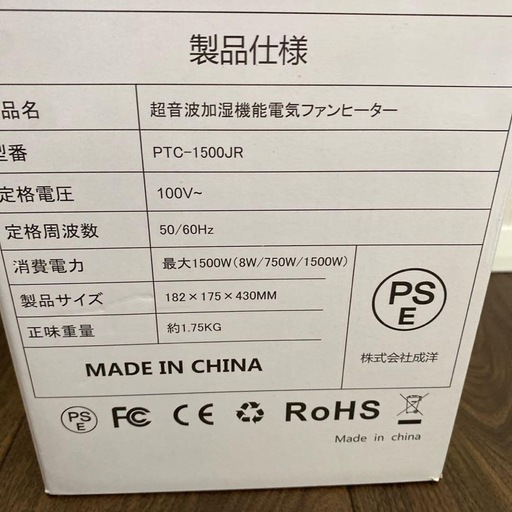 製品仕様
品名 超音波加湿機能電気ファンヒーター
型番 PTC-1500JR
定格電圧 100V~
定格周波数 50/60Hz
消費電力 最大1500W(8W/750W/1500W)
製品サイズ 182×175×430MM
正味重量 約1.75KG
PS
E
株式会社成洋
MADE IN CHINA
PS
E
FC CE RoHS
Made in china